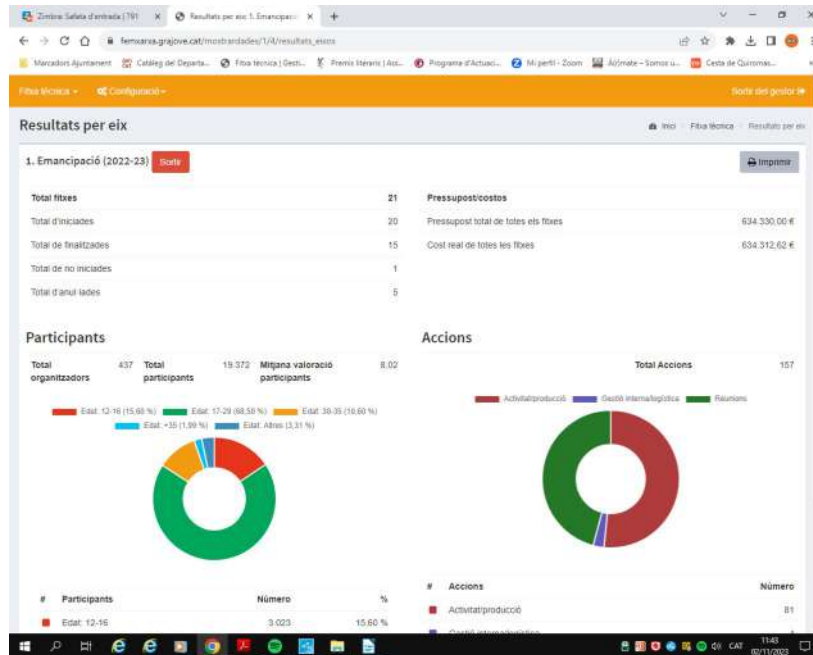 Zimbra: Safata d'entrada (791
Resultats per eix: 1. Emancipació
femxarxa.grajove.cat/mostrardades/1/4/resultats_eixos
Marcadors Ajuntament
Catàleg del Departa...
Fitxa tècnica | Gesti...
Premis literaris | Ass...
Programa d'Actuaci...
Mi perfil - Zoom
Cesta de Quiromas...
Fitxa tècnica
Configuració
Sortir del gestor
Resultats per eix
Inici
Fitxa tècnica
Resultats per eix
1. Emancipació (2022-23) Sortir
Imprimir
Total fitxes 21
Total d'iniciades 20
Total de finalitzades 15
Total de no iniciades 1
Total d'anul·lades 5
Pressupost/costos
Pressupost total de totes els fitxes 634.330,00 €
Cost real de totes les fitxes 634.312,62 €
Participants
Total organitzadors 437 Total participants 19.372 Mitjana valoració participants 8,02
Edat: 12-16 (15,60 %) Edat: 17-29 (68,50 %) Edat: 30-35 (10,60 %)
Edat: +35 (1,99 %) Edat: Altres (3,31 %)
# Participants Número %
Edat: 12-16 3.023 15,60 %
Accions
Total Accions 157
Activitat/producció Gestió interna/logística Reunions
# Accions Número
Activitat/producció 81
Gestió interna/logística
CAT
11:43
02/11/2023